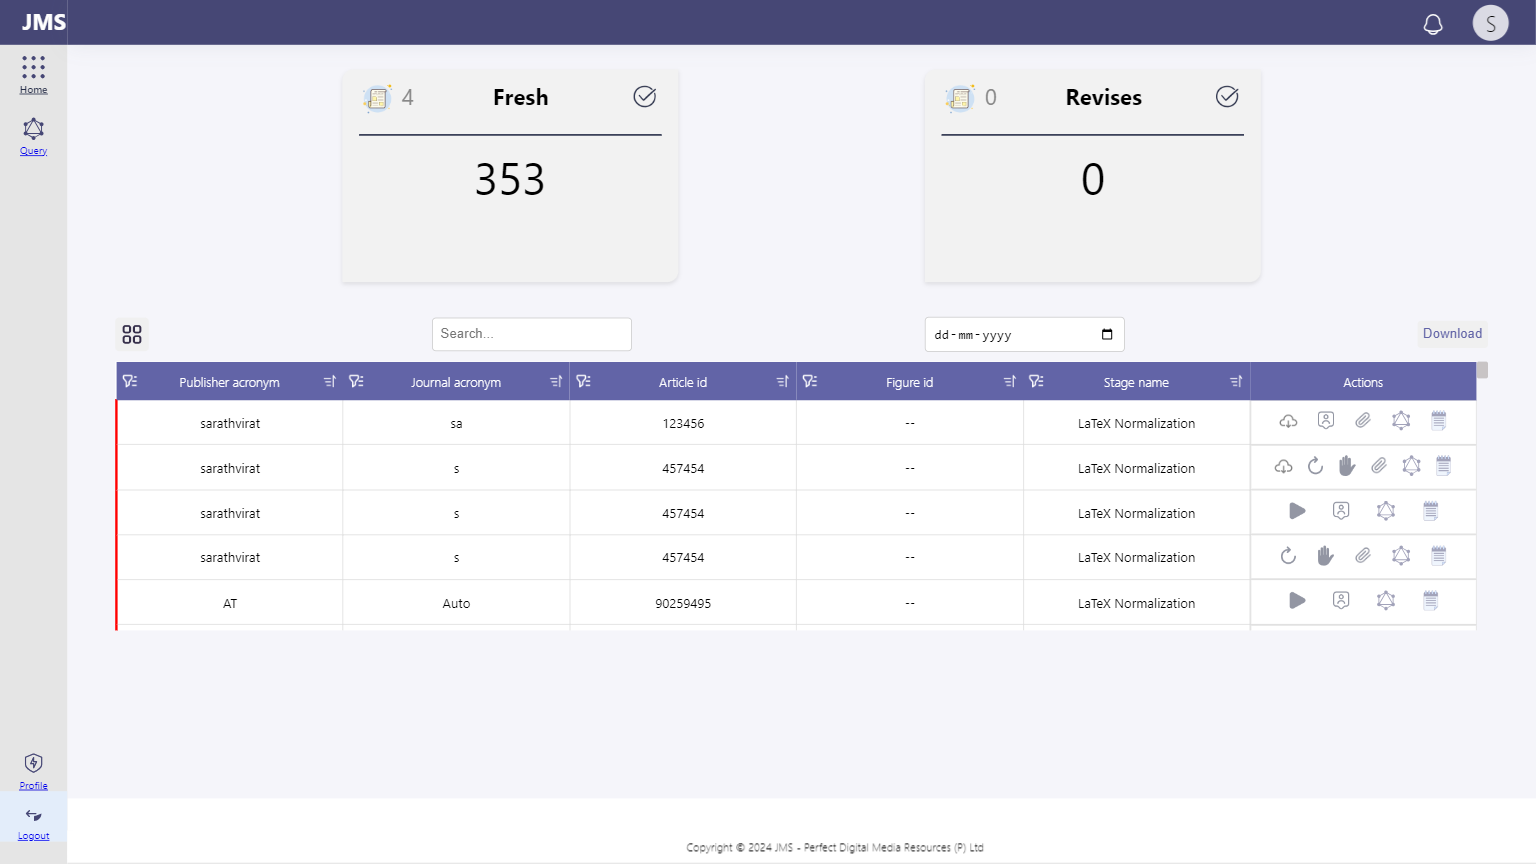 JMS
S
Home
Query
4 Fresh
353
0 Revises
0
Search...
dd-mm-yyyy
Download
Publisher acronym Journal acronym Article id Figure id Stage name Actions
sarathvirat sa 123456 -- LaTeX Normalization
sarathvirat s 457454 -- LaTeX Normalization
sarathvirat s 457454 -- LaTeX Normalization
sarathvirat s 457454 -- LaTeX Normalization
AT Auto 90259495 -- LaTeX Normalization
Profile
Logout
Copyright © 2024 JMS - Perfect Digital Media Resources (P) Ltd